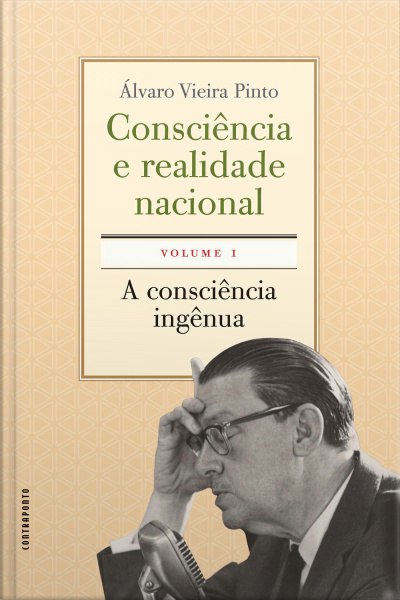 Álvaro Vieira Pinto
Consciência
e realidade
nacional
VOLUME I
A consciência
ingênua
CONTRAPONTO